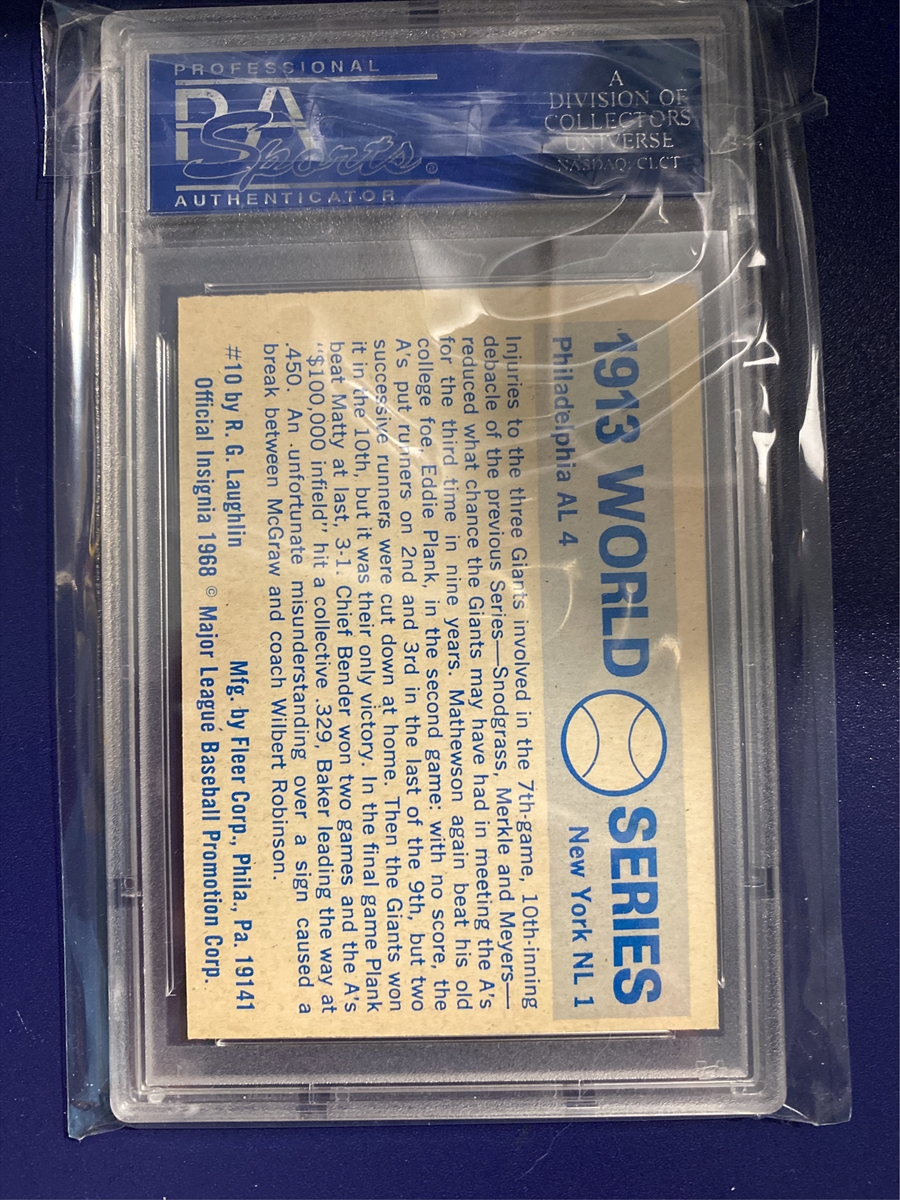 PROFESSIONAL
PSA
Sports®
AUTHENTICATOR
A
DIVISION OF
COLLECTORS
UNIVERSE
NASDAQ: CLCT
1913 WORLD SERIES
Philadelphia AL 4 New York NL 1
Injuries to the three Giants involved in the 7th-game, 10th-inning
debacle of the previous Series—Snodgrass, Merkle and Meyers—
reduced what chance the Giants may have had in meeting the A's
for the third time in nine years. Mathewson again beat his old
college foe, Eddie Plank, in the second game: with no score, the
A's put runners on 2nd and 3rd in the last of the 9th, but two
successive runners were cut down at home. Then the Giants won
it in the 10th, but it was their only victory. In the final game Plank
beat Matty at last, 3-1. Chief Bender won two games and the A's
"$100,000 infield" hit a collective .329, Baker leading the way at
.450. An unfortunate misunderstanding over a sign caused a
break between McGraw and coach Wilbert Robinson.
#10 by R. G. Laughlin Mfg. by Fleer Corp., Phila., Pa. 19141
Official Insignia 1968 © Major League Baseball Promotion Corp.